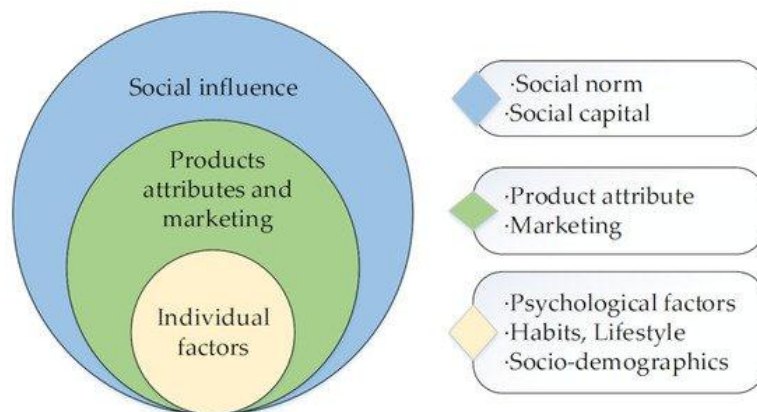 Social influence
Products
attributes and
marketing
Individual
factors
·Social norm
·Social capital
·Product attribute
·Marketing
·Psychological factors
·Habits, Lifestyle
·Socio-demographics